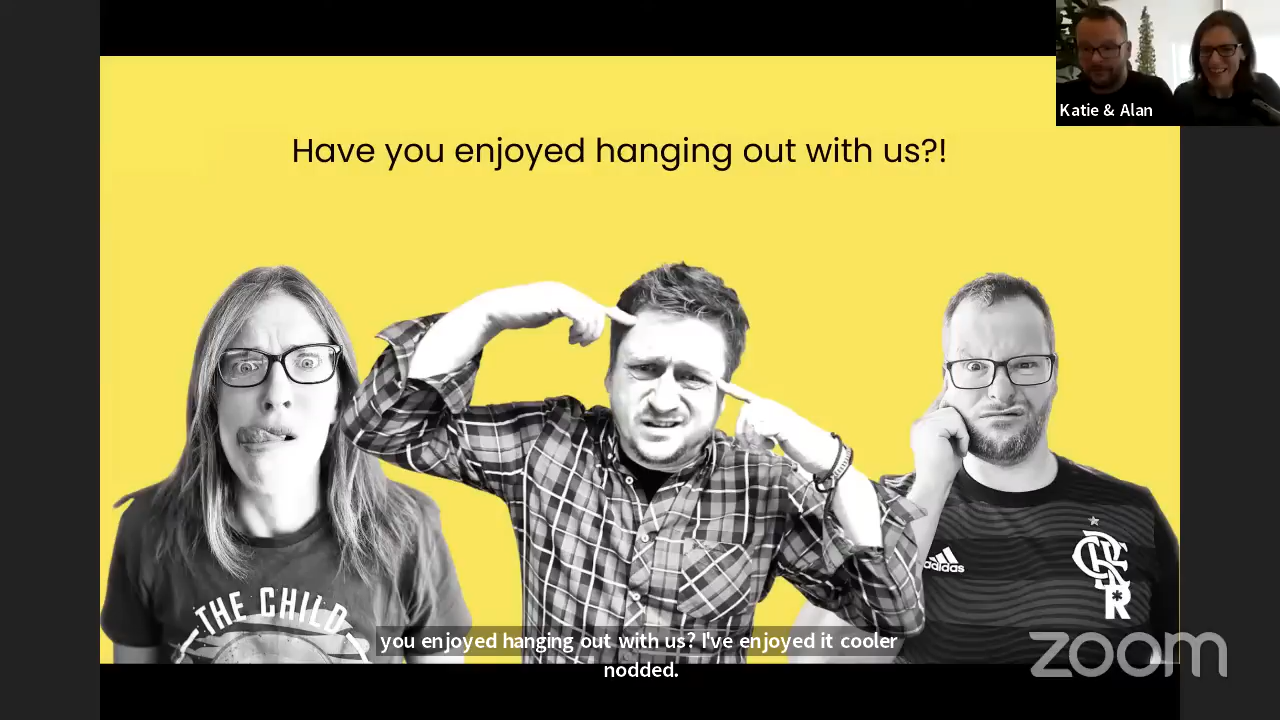 Katie & Alan
Have you enjoyed hanging out with us?!
THE CHILD
adidas
CRF
R
you enjoyed hanging out with us? I've enjoyed it cooler
nodded.
zoom